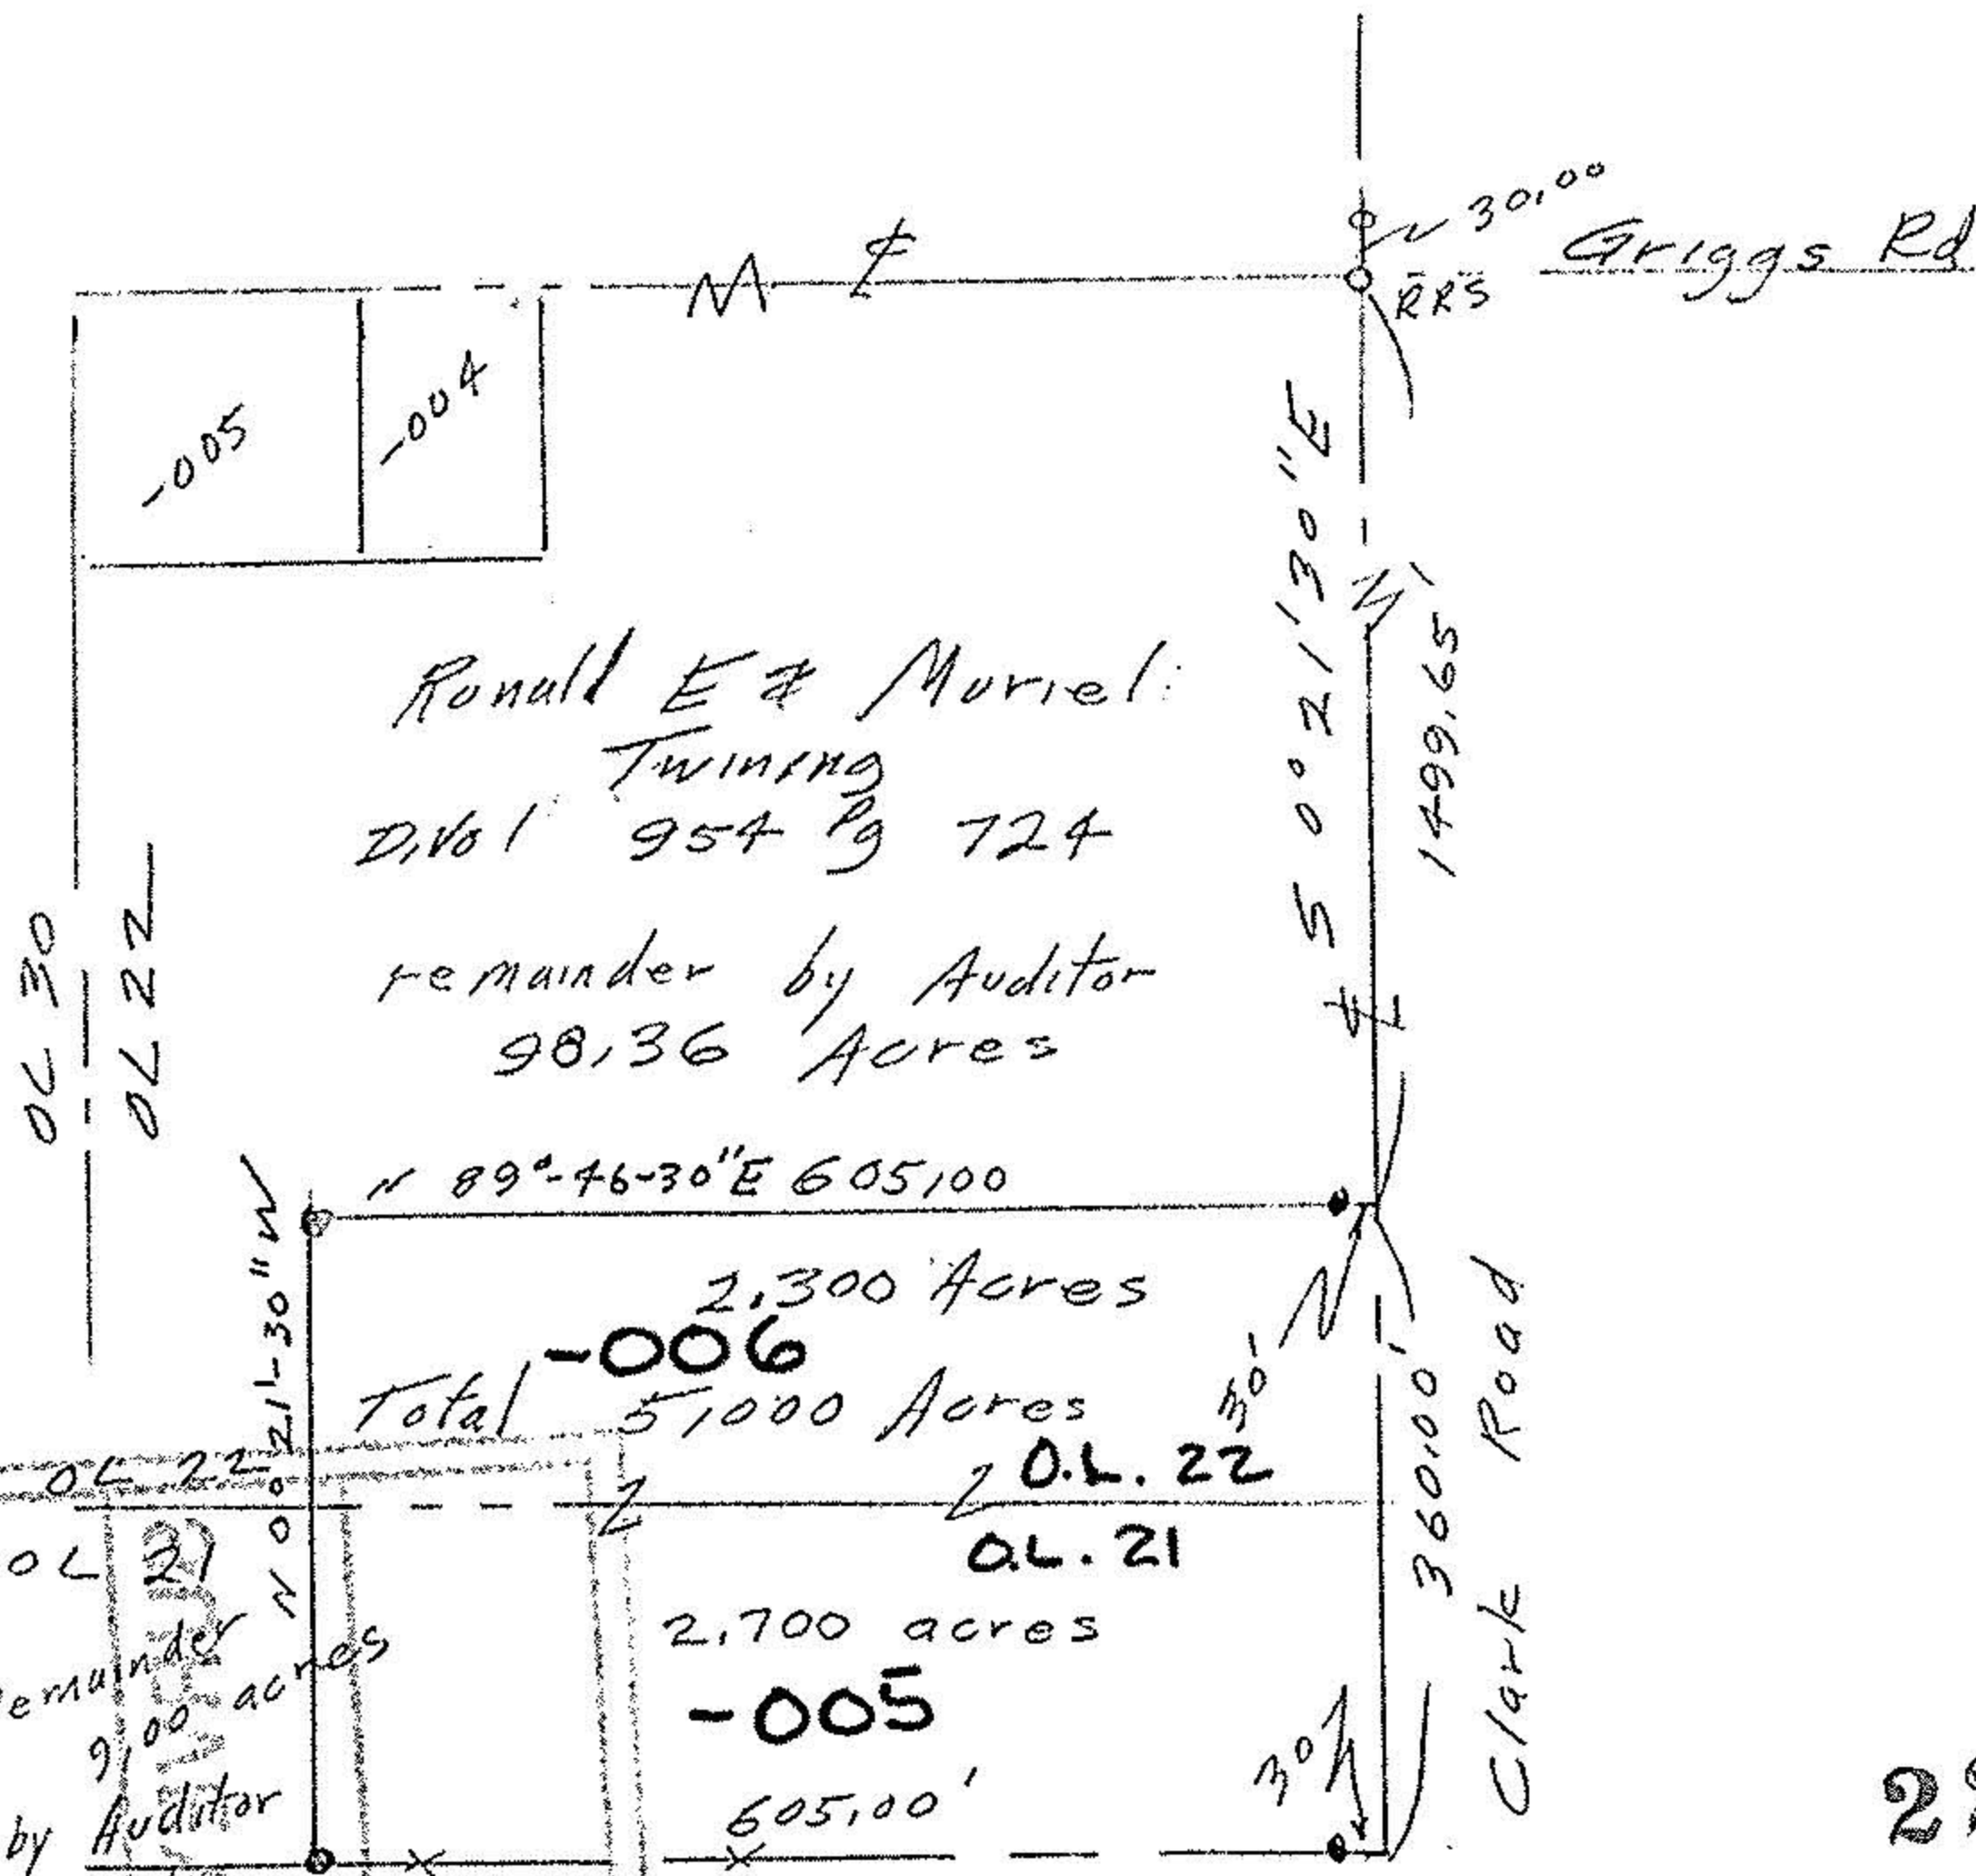 N 30.00
Griggs Rd
RRS
-005
-004
S 0° 21' 30" E
1499.65'
Ronald E & Muriel
Twining
D. Vol 954 Pg 724
remainder by Auditor
98.36 Acres
OL 30
OL 22
N 89°-46-30"E 605.00
N 0°-21'-30" W
2.300 Acres
-006
Total 5.000 Acres
30'
360.00'
Clark Road
OL 22
O.L. 22
OL 21
O.L. 21
2.700 acres
-005
remainder
9.00 acres
by Auditor
605.00'
30'